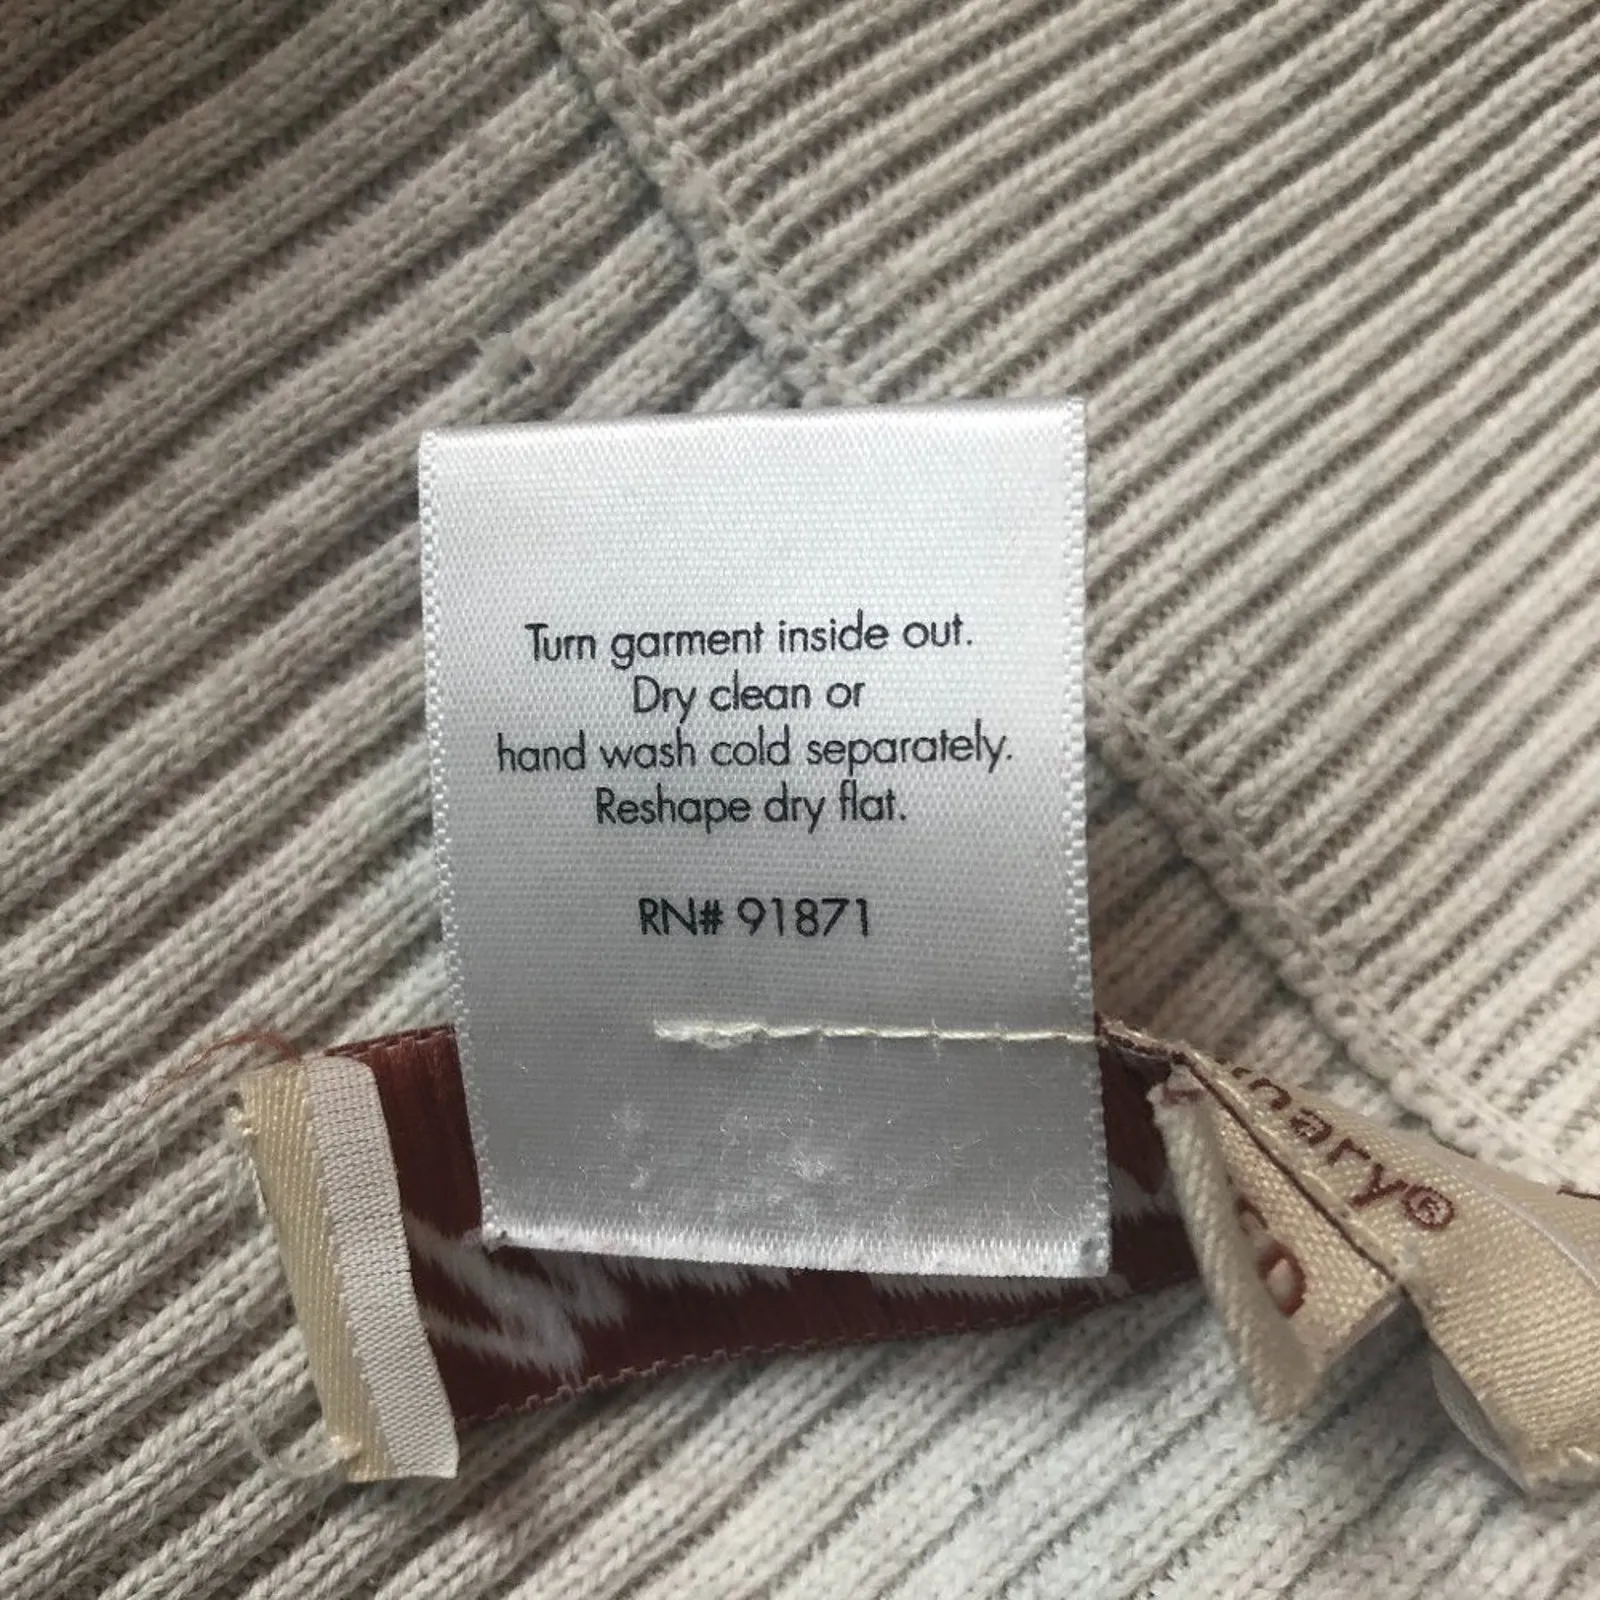 Turn garment inside out.
Dry clean or
hand wash cold separately.
Reshape dry flat.
RN# 91871